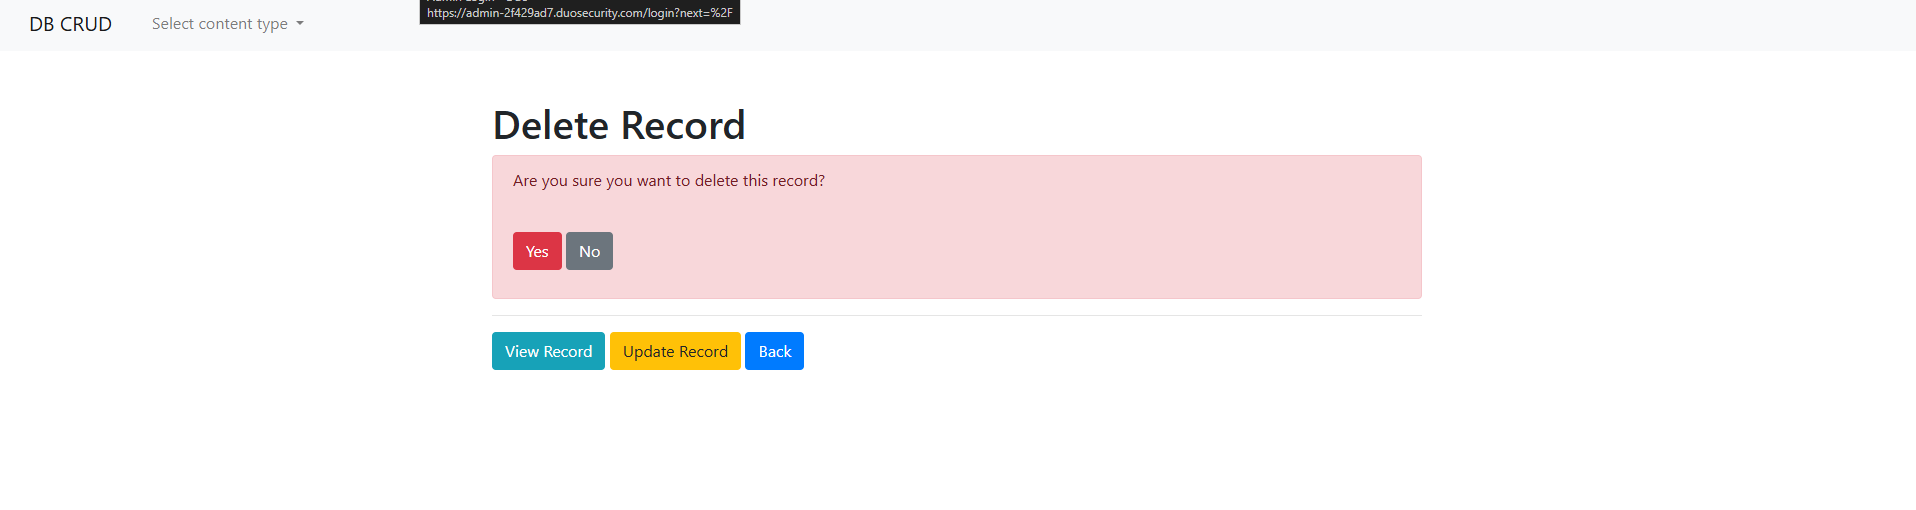 https://admin-2f429ad7.duosecurity.com/login?next=%2F
DB CRUD Select content type
Delete Record
Are you sure you want to delete this record?
Yes No
View Record Update Record Back